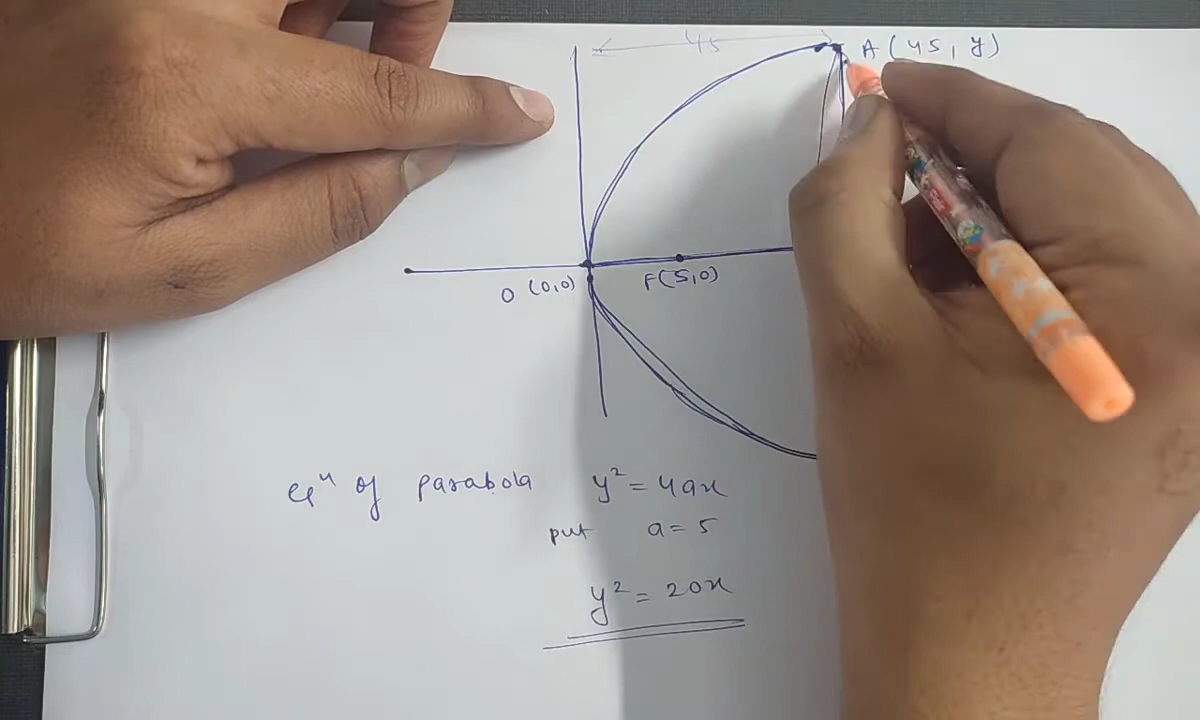 45
A (45, y)
O (0,0)
F(5,0)
eqⁿ of parabola y² = 4ax
put a = 5
y² = 20x